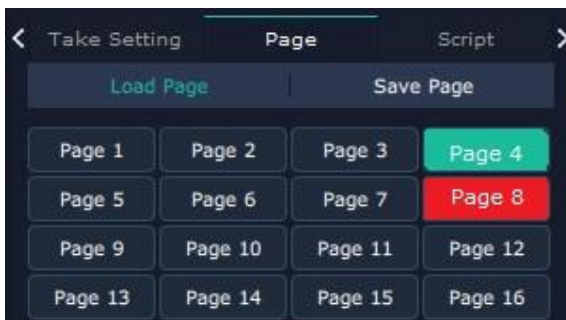 Take Setting Page Script
Load Page Save Page
Page 1 Page 2 Page 3 Page 4
Page 5 Page 6 Page 7 Page 8
Page 9 Page 10 Page 11 Page 12
Page 13 Page 14 Page 15 Page 16